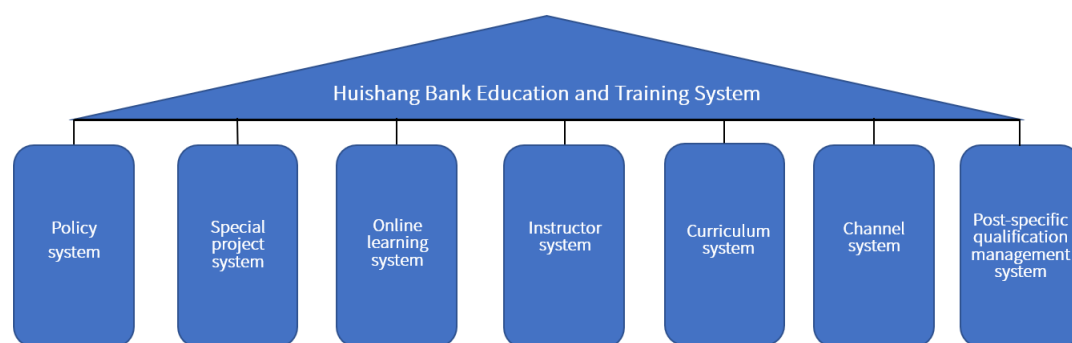 Huishang Bank Education and Training System
Policy
system
Special
project
system
Online
learning
system
Instructor
system
Curriculum
system
Channel
system
Post-specific
qualification
management
system